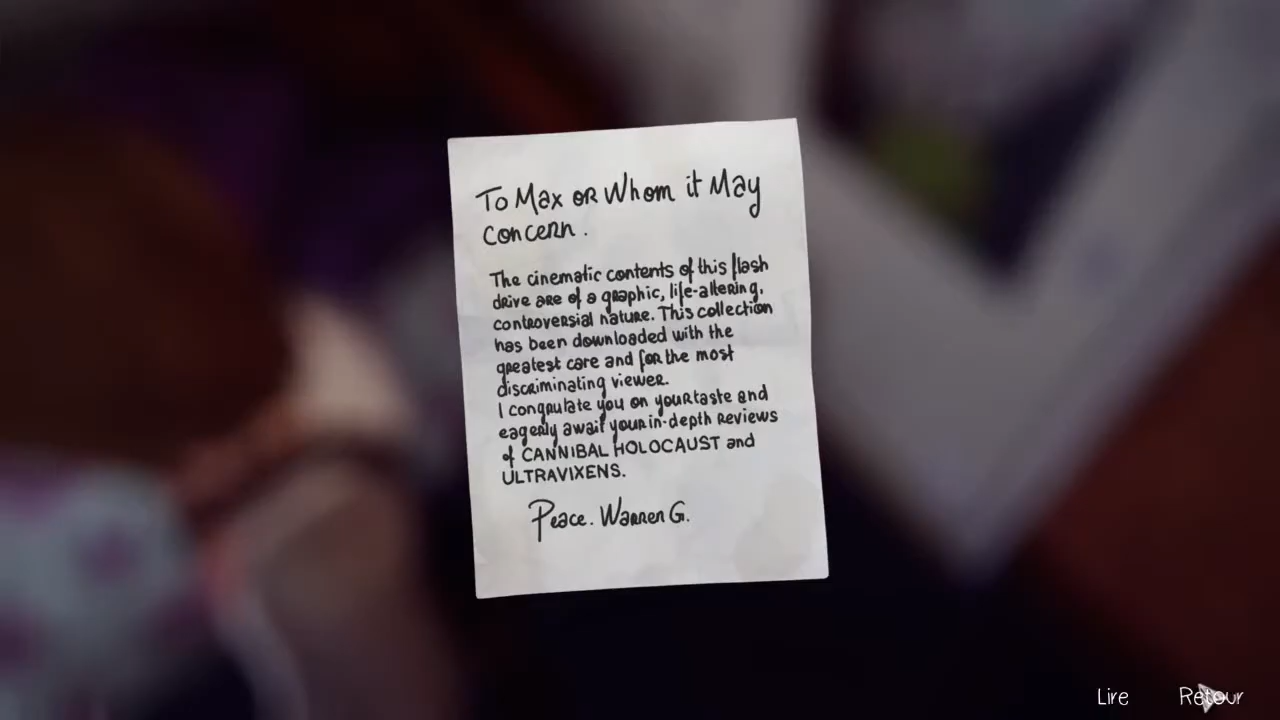 To Max or Whom it May
Concern.
The cinematic contents of this flash
drive are of a graphic, life-altering,
controversial nature. This collection
has been downloaded with the
greatest care and for the most
discriminating viewer.
I congrulate you on your taste and
eagerly await your in-depth reviews
of CANNIBAL HOLOCAUST and
ULTRAVIXENS.
Peace. Warren G.
Lire Retour